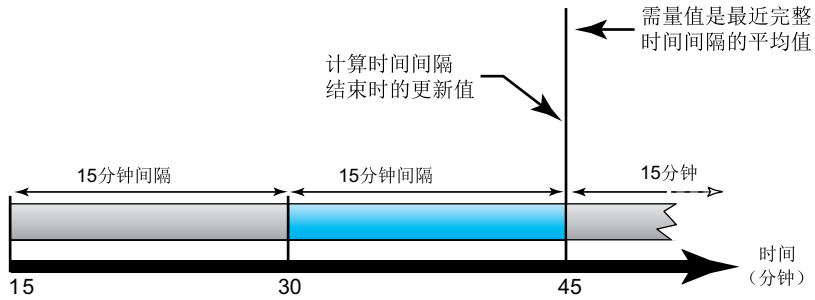 需量值是最近完整
时间间隔的平均值
计算时间间隔
结束时的更新值
15分钟间隔
15分钟间隔
15分钟
时间
（分钟）
15
30
45